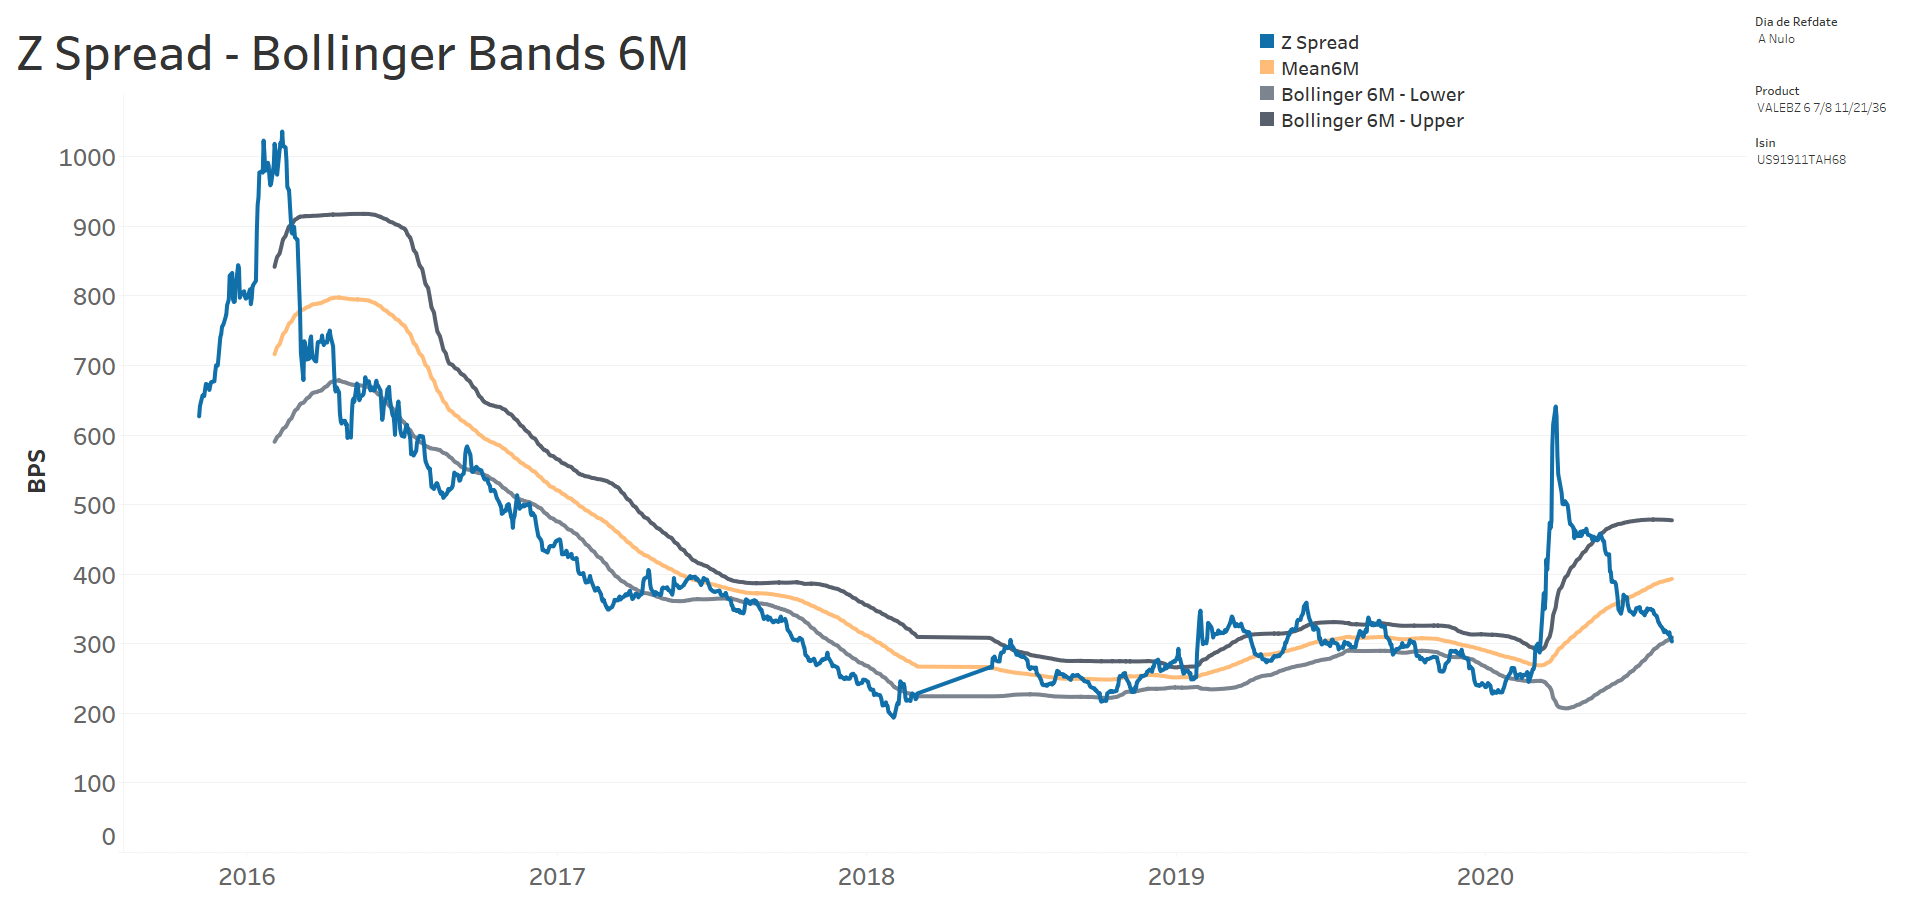 Z Spread - Bollinger Bands 6M
Z Spread
Mean6M
Bollinger 6M - Lower
Bollinger 6M - Upper
Dia de Refdate
A Nulo
Product
VALEBZ 6 7/8 11/21/36
Isin
US91911TAH68
BPS
1000
900
800
700
600
500
400
300
200
100
0
2016 2017 2018 2019 2020